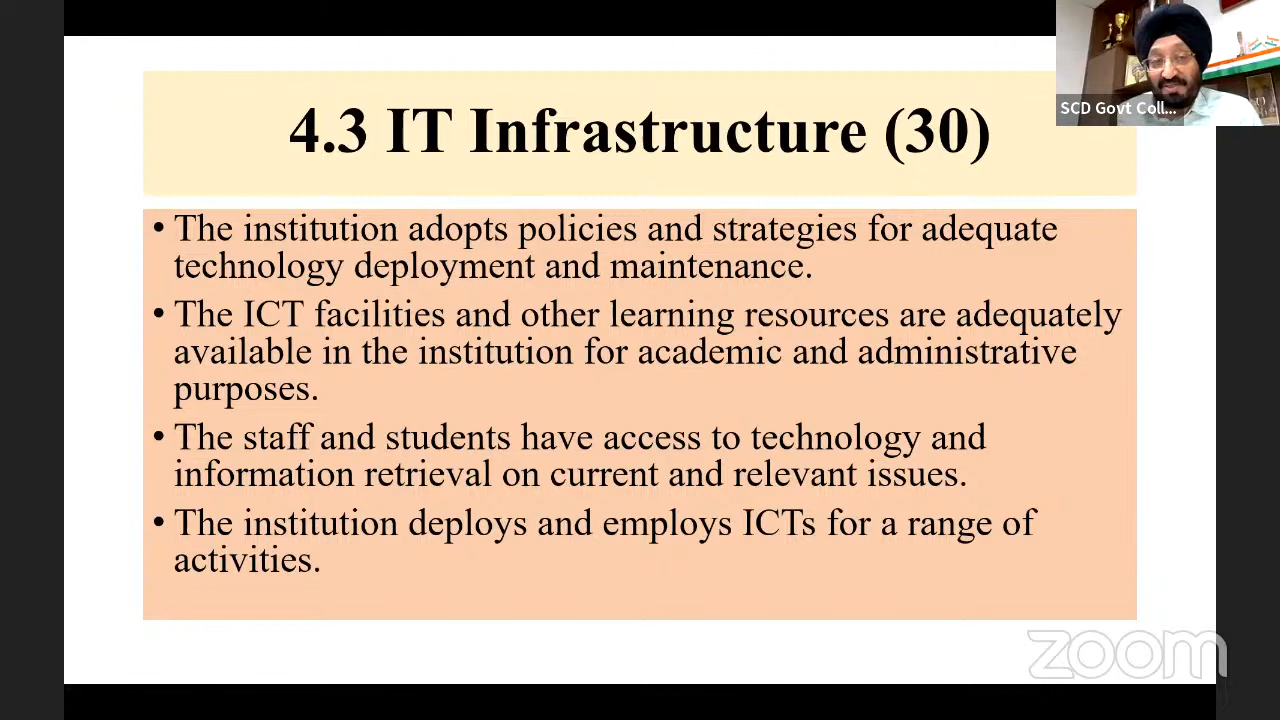 4.3 IT Infrastructure (30)
SCD Govt Coll...
• The institution adopts policies and strategies for adequate
technology deployment and maintenance.
• The ICT facilities and other learning resources are adequately
available in the institution for academic and administrative
purposes.
• The staff and students have access to technology and
information retrieval on current and relevant issues.
• The institution deploys and employs ICTs for a range of
activities.
zoom